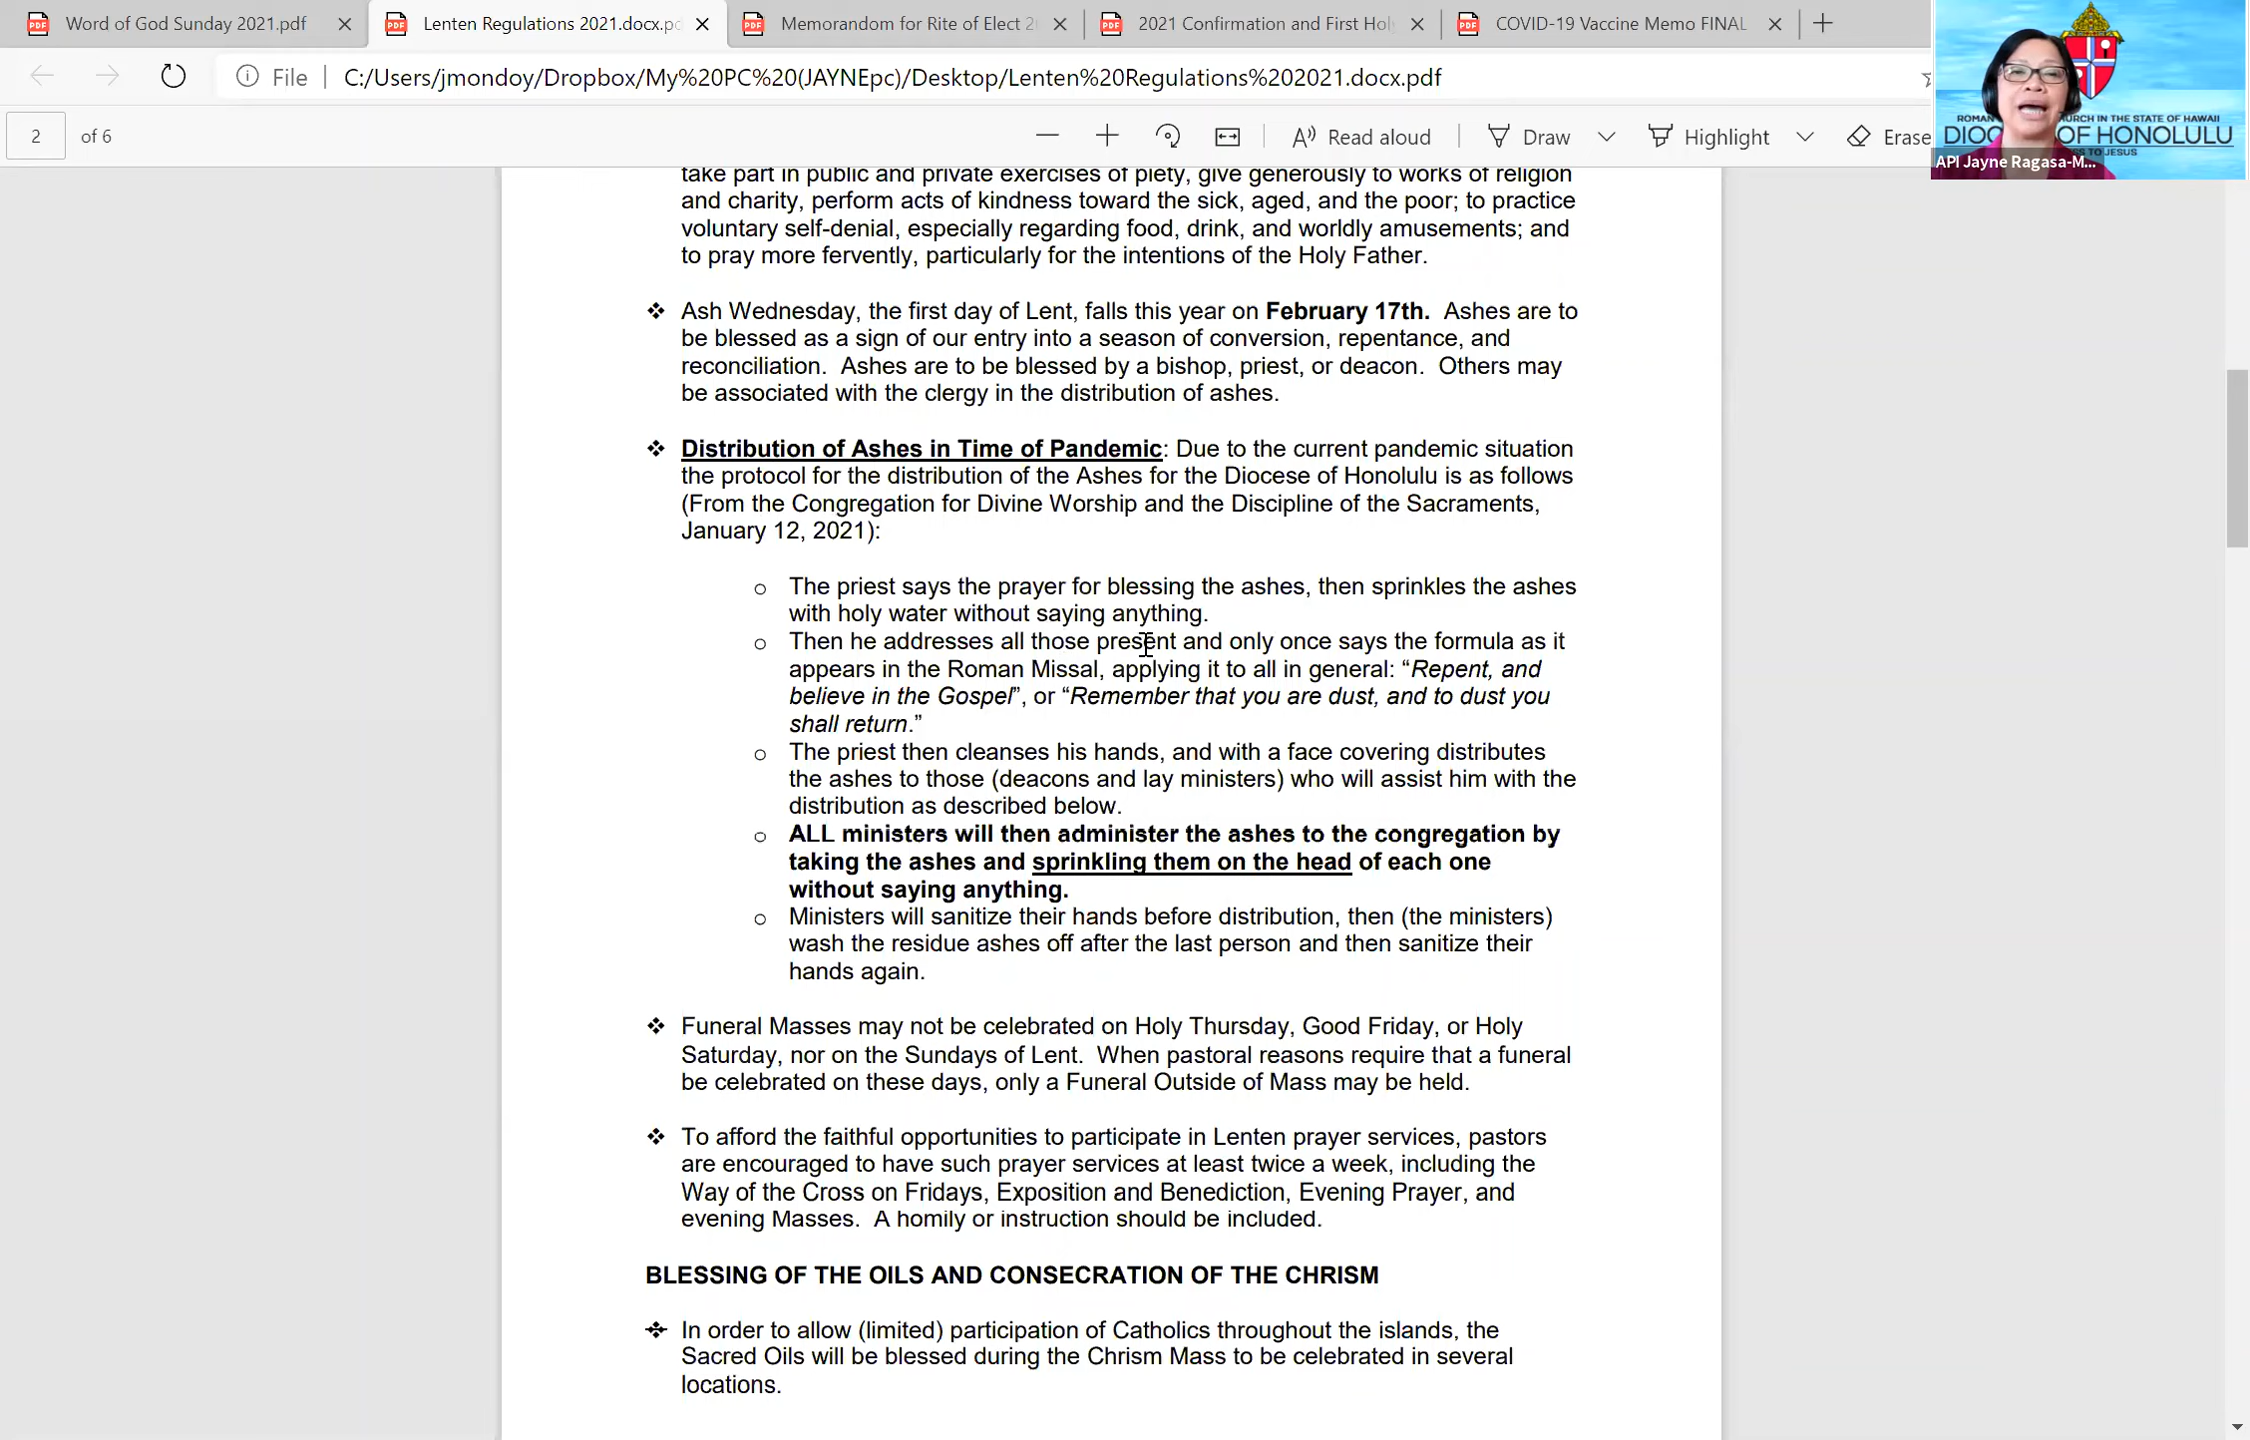 Word of God Sunday 2021.pdf
Lenten Regulations 2021.docx.pd
Memorandum for Rite of Elect 2
2021 Confirmation and First Hol
COVID-19 Vaccine Memo FINAL
File
C:/Users/jmondoy/Dropbox/My%20PC%20(JAYNEpc)/Desktop/Lenten%20Regulations%202021.docx.pdf
2 of 6
Read aloud
Draw
Highlight
Erase
ROMAN URCH IN THE STATE OF HAWAII
DIOC OF HONOLULU
TO JESUS
API Jayne Ragasa-M...
take part in public and private exercises of piety, give generously to works of religion
and charity, perform acts of kindness toward the sick, aged, and the poor; to practice
voluntary self-denial, especially regarding food, drink, and worldly amusements; and
to pray more fervently, particularly for the intentions of the Holy Father.
❖ Ash Wednesday, the first day of Lent, falls this year on February 17th. Ashes are to
be blessed as a sign of our entry into a season of conversion, repentance, and
reconciliation. Ashes are to be blessed by a bishop, priest, or deacon. Others may
be associated with the clergy in the distribution of ashes.
❖ Distribution of Ashes in Time of Pandemic: Due to the current pandemic situation
the protocol for the distribution of the Ashes for the Diocese of Honolulu is as follows
(From the Congregation for Divine Worship and the Discipline of the Sacraments,
January 12, 2021):
o The priest says the prayer for blessing the ashes, then sprinkles the ashes
with holy water without saying anything.
o Then he addresses all those present and only once says the formula as it
appears in the Roman Missal, applying it to all in general: “Repent, and
believe in the Gospel”, or “Remember that you are dust, and to dust you
shall return.”
o The priest then cleanses his hands, and with a face covering distributes
the ashes to those (deacons and lay ministers) who will assist him with the
distribution as described below.
o ALL ministers will then administer the ashes to the congregation by
taking the ashes and sprinkling them on the head of each one
without saying anything.
o Ministers will sanitize their hands before distribution, then (the ministers)
wash the residue ashes off after the last person and then sanitize their
hands again.
❖ Funeral Masses may not be celebrated on Holy Thursday, Good Friday, or Holy
Saturday, nor on the Sundays of Lent. When pastoral reasons require that a funeral
be celebrated on these days, only a Funeral Outside of Mass may be held.
❖ To afford the faithful opportunities to participate in Lenten prayer services, pastors
are encouraged to have such prayer services at least twice a week, including the
Way of the Cross on Fridays, Exposition and Benediction, Evening Prayer, and
evening Masses. A homily or instruction should be included.
BLESSING OF THE OILS AND CONSECRATION OF THE CHRISM
In order to allow (limited) participation of Catholics throughout the islands, the
Sacred Oils will be blessed during the Chrism Mass to be celebrated in several
locations.